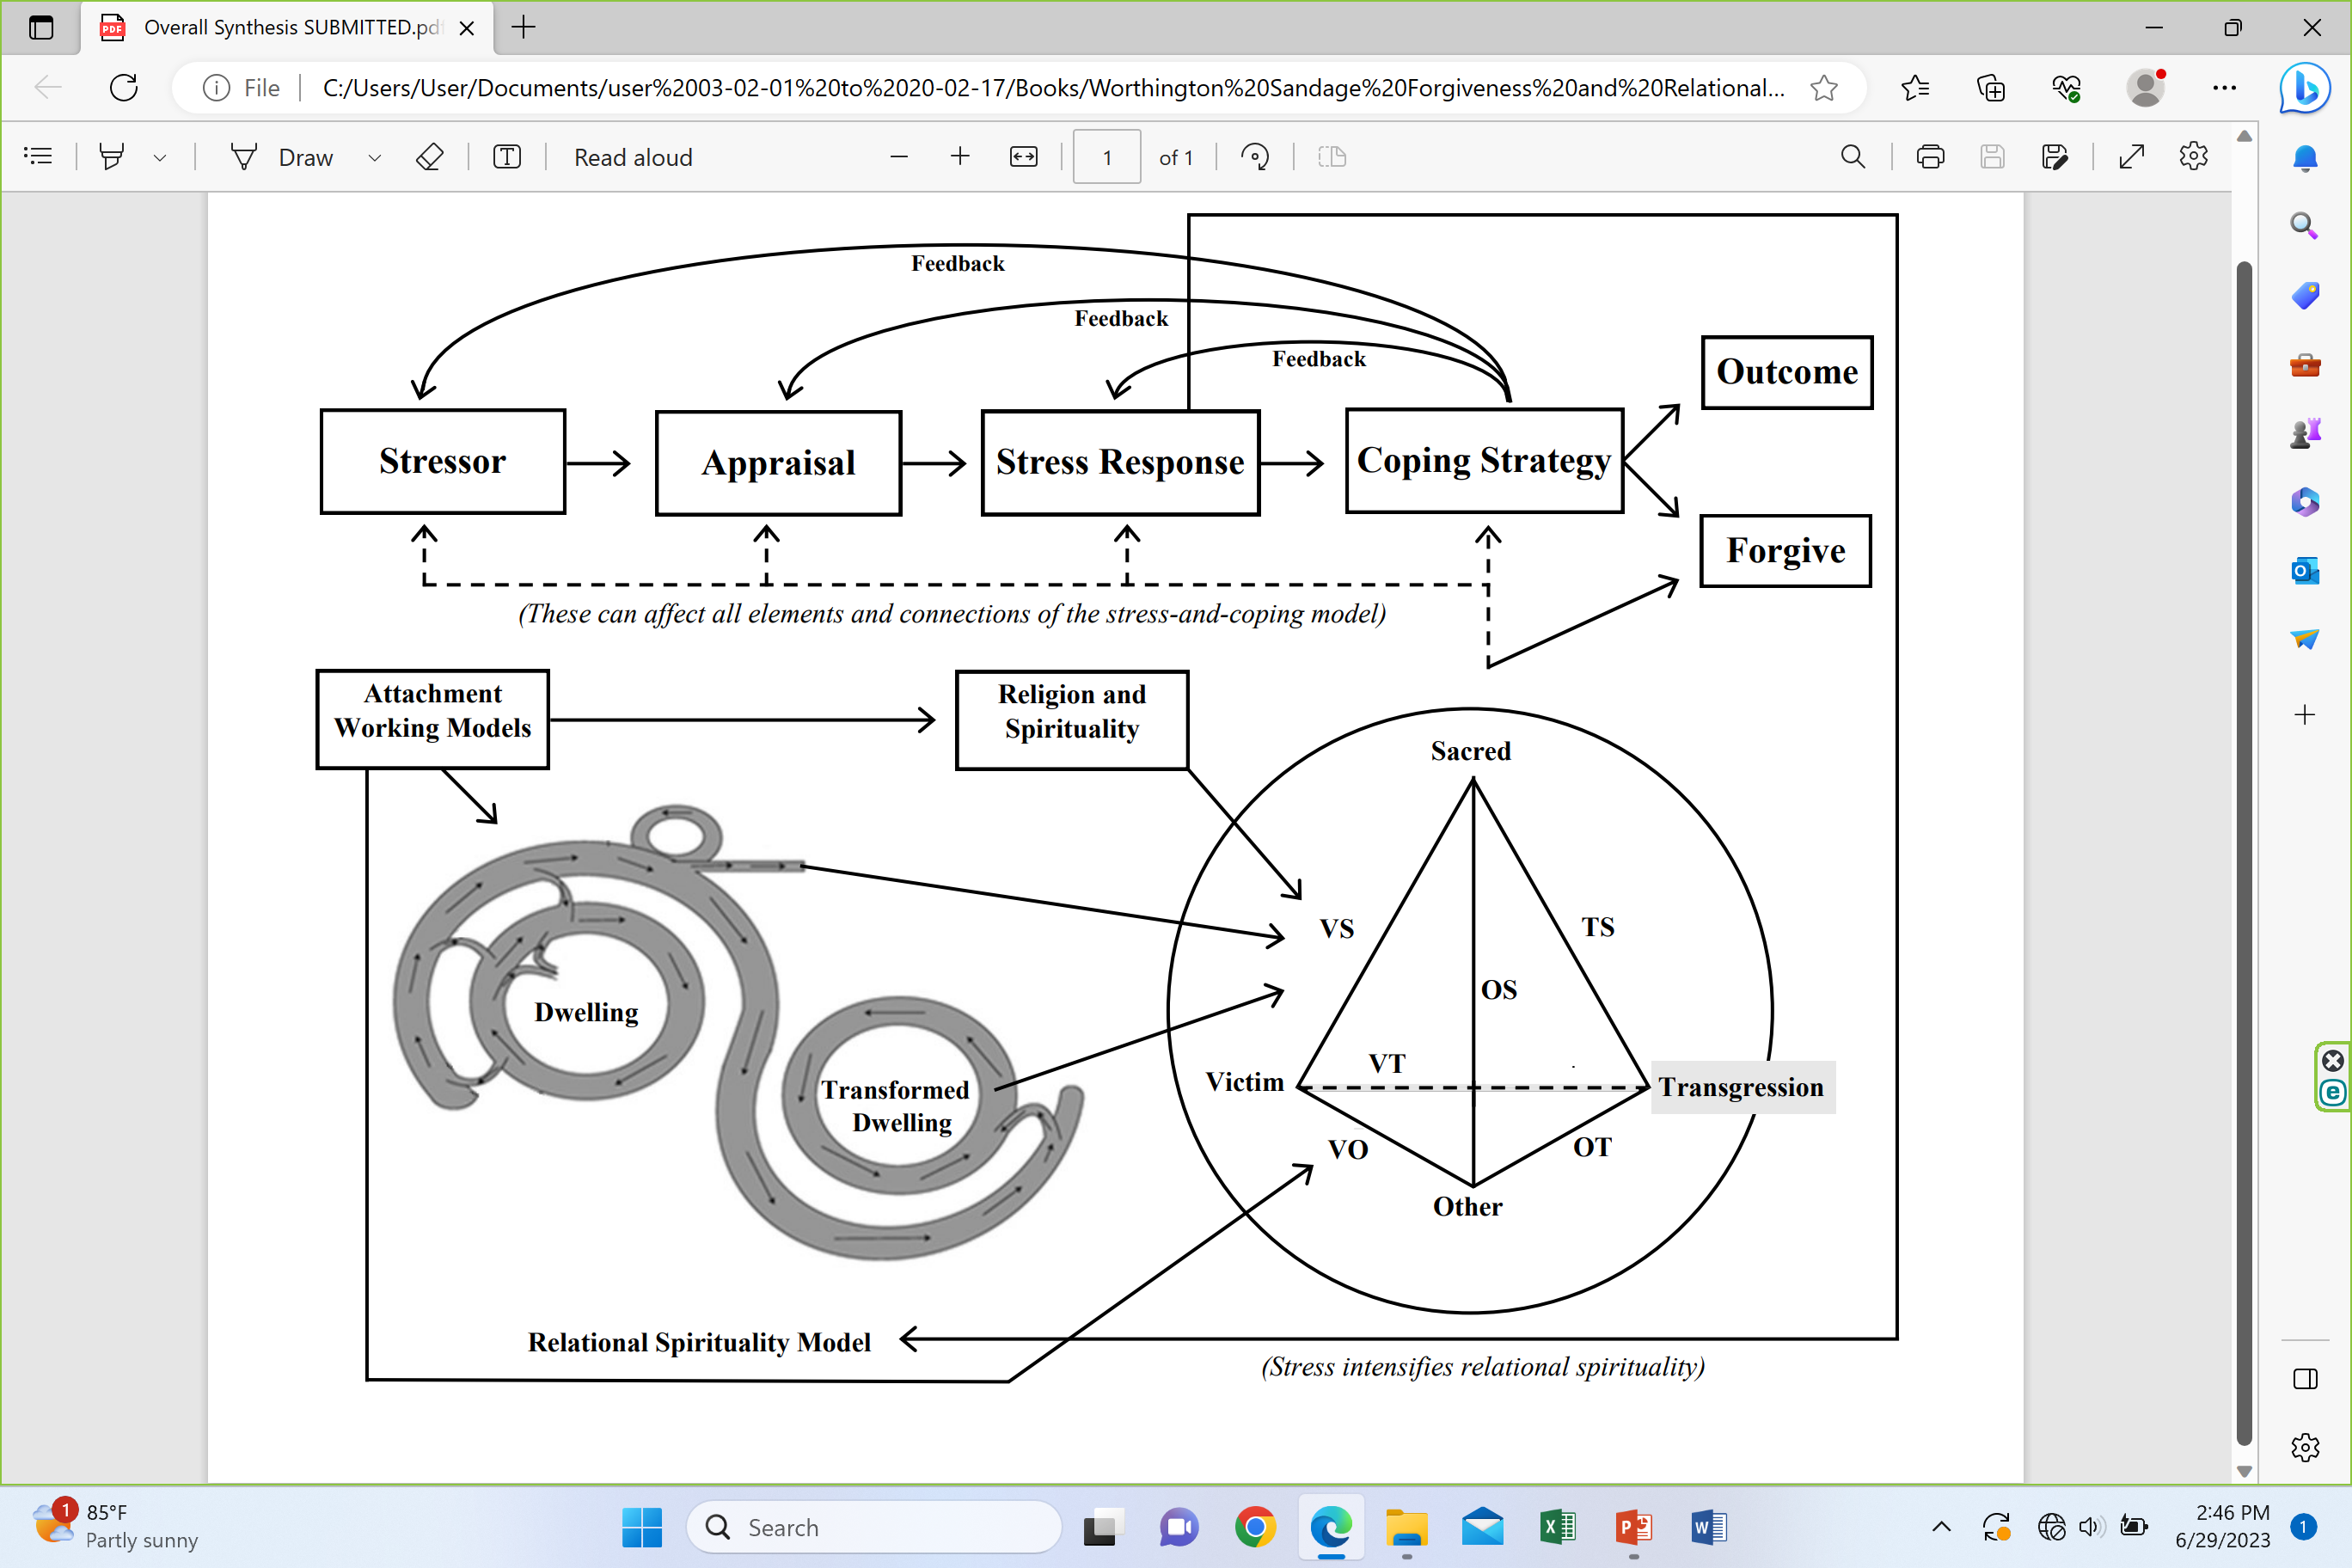 Overall Synthesis SUBMITTED.pdf
File
C:/Users/User/Documents/user%2003-02-01%20to%2020-02-17/Books/Worthington%20Sandage%20Forgiveness%20and%20Relational...
Draw
Read aloud
1
of 1
Feedback
Feedback
Feedback
Outcome
Stressor
Appraisal
Stress Response
Coping Strategy
Forgive
(These can affect all elements and connections of the stress-and-coping model)
Attachment
Working Models
Religion and
Spirituality
Sacred
VS
TS
OS
Dwelling
Transformed
Dwelling
VT
Victim
Transgression
VO
OT
Other
Relational Spirituality Model
(Stress intensifies relational spirituality)
1
85°F
Partly sunny
Search
2:46 PM
6/29/2023
1